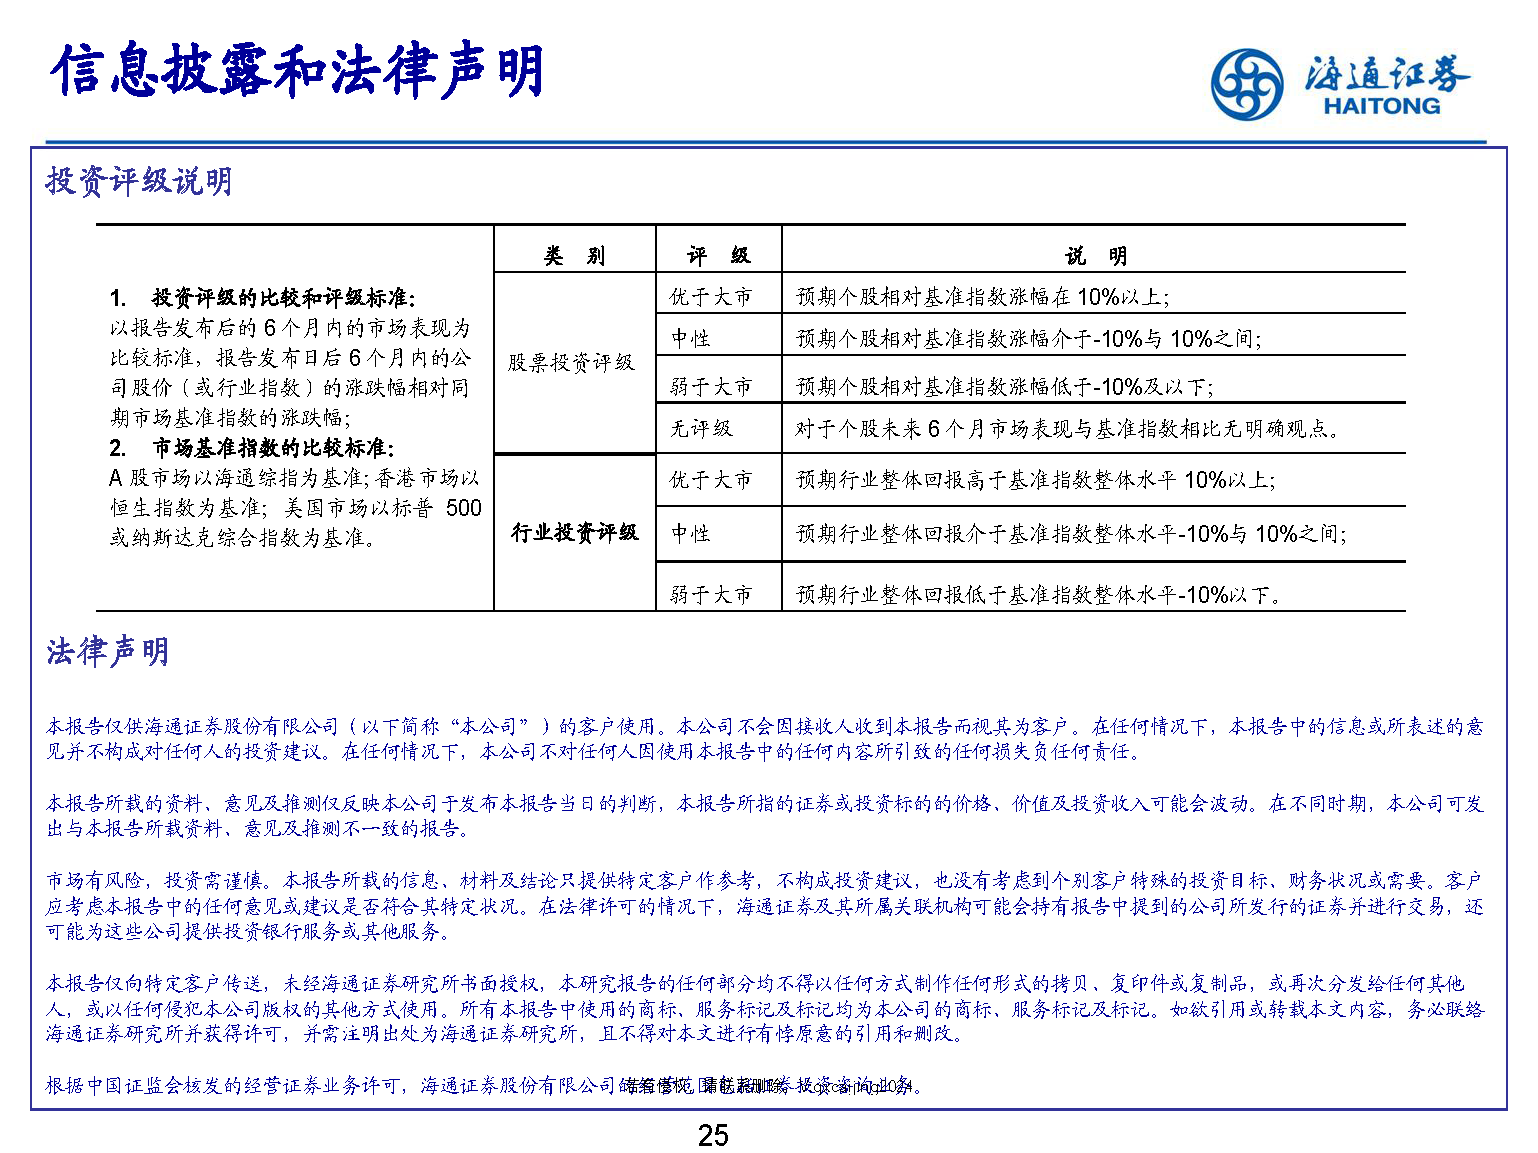 信息披露和法律声明
海通证券
HAITONG
投资评级说明
类 别 评 级 说 明
1. 投资评级的比较和评级标准：
以报告发布后的 6 个月内的市场表现为
比较标准，报告发布日后 6 个月内的公
司股价（或行业指数）的涨跌幅相对同
期市场基准指数的涨跌幅；
2. 市场基准指数的比较标准：
A 股市场以海通综指为基准；香港市场以
恒生指数为基准；美国市场以标普 500
或纳斯达克综合指数为基准。
股票投资评级
优于大市 预期个股相对基准指数涨幅在 10%以上；
中性 预期个股相对基准指数涨幅介于-10%与 10%之间；
弱于大市 预期个股相对基准指数涨幅低于-10%及以下；
无评级 对于个股未来 6 个月市场表现与基准指数相比无明确观点。
行业投资评级
优于大市 预期行业整体回报高于基准指数整体水平 10%以上；
中性 预期行业整体回报介于基准指数整体水平-10%与 10%之间；
弱于大市 预期行业整体回报低于基准指数整体水平-10%以下。
法律声明
本报告仅供海通证券股份有限公司（以下简称“本公司”）的客户使用。本公司不会因接收人收到本报告而视其为客户。在任何情况下，本报告中的信息或所表述的意
见并不构成对任何人的投资建议。在任何情况下，本公司不对任何人因使用本报告中的任何内容所引致的任何损失负任何责任。
本报告所载的资料、意见及推测仅反映本公司于发布本报告当日的判断，本报告所指的证券或投资标的的价格、价值及投资收入可能会波动。在不同时期，本公司可发
出与本报告所载资料、意见及推测不一致的报告。
市场有风险，投资需谨慎。本报告所载的信息、材料及结论只提供特定客户作参考，不构成投资建议，也没有考虑到个别客户特殊的投资目标、财务状况或需要。客户
应考虑本报告中的任何意见或建议是否符合其特定状况。在法律许可的情况下，海通证券及其所属关联机构可能会持有报告中提到的公司所发行的证券并进行交易，还
可能为这些公司提供投资银行服务或其他服务。
本报告仅向特定客户传送，未经海通证券研究所书面授权，本研究报告的任何部分均不得以任何方式制作任何形式的拷贝、复印件或复制品，或再次分发给任何其他
人，或以任何侵犯本公司版权的其他方式使用。所有本报告中使用的商标、服务标记及标记均为本公司的商标、服务标记及标记。如欲引用或转载本文内容，务必联络
海通证券研究所并获得许可，并需注明出处为海通证券研究所，且不得对本文进行有悖原意的引用和删改。
根据中国证监会核发的经营证券业务许可，海通证券股份有限公司的经营范围包括证券投资咨询业务。
25